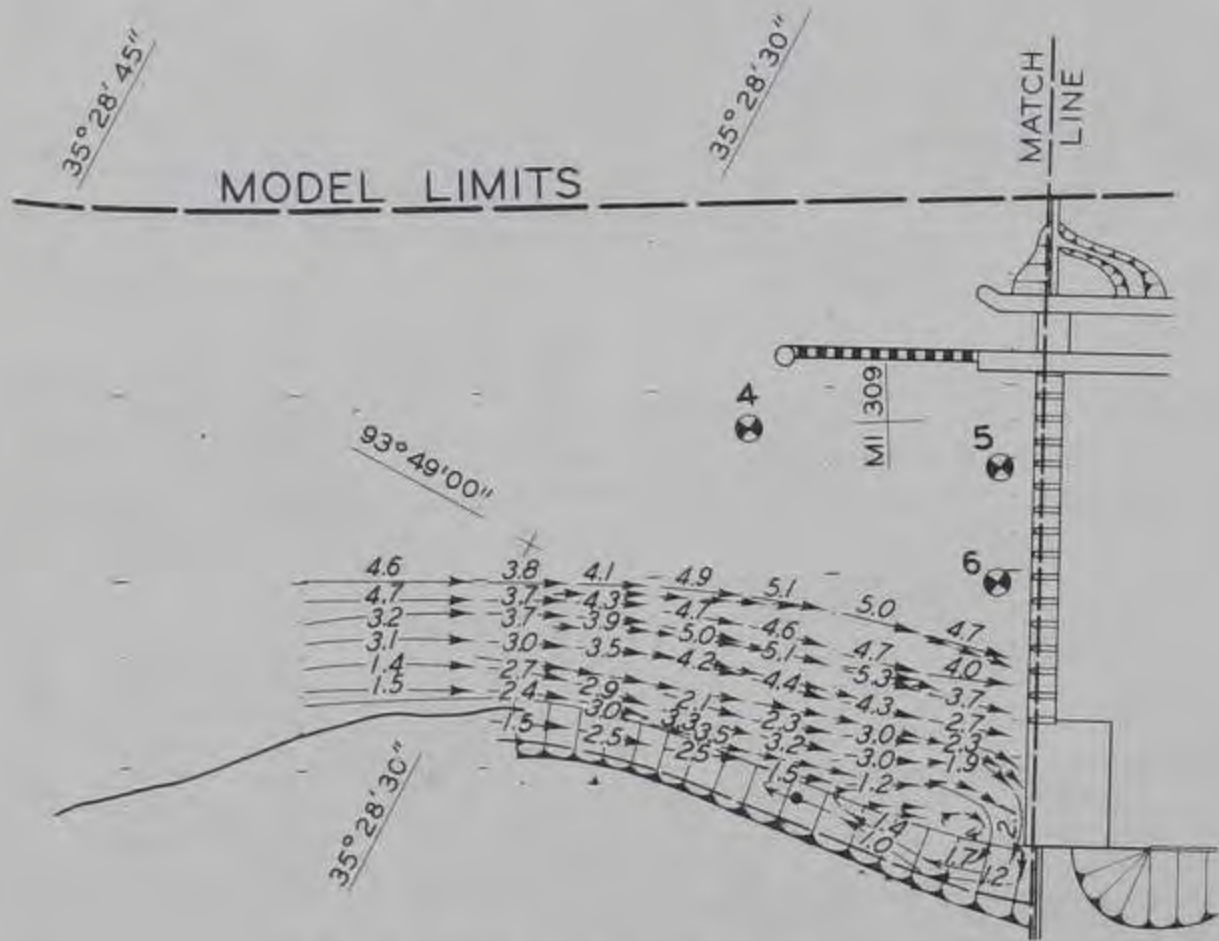 35° 28' 45"
35° 28' 30"
MATCH LINE
MODEL LIMITS
MI 309
4
5
6
93° 49' 00"
4.6 3.8 4.1 4.9 5.1 5.0 4.7
4.7 3.7 4.3 4.7 4.6 4.7 4.0
3.2 3.7 3.9 5.0 5.1 5.3 3.7
3.1 3.0 3.5 4.2 4.4 4.3 2.7
1.4 2.7 2.9 2.1 2.3 3.0 2.3
1.5 2.4 3.0 3.3 3.5 3.2 3.0 1.9
1.5 2.5 2.5 1.5 1.2 2.1
1.4
1.0 1.7 1.2
35° 28' 30"